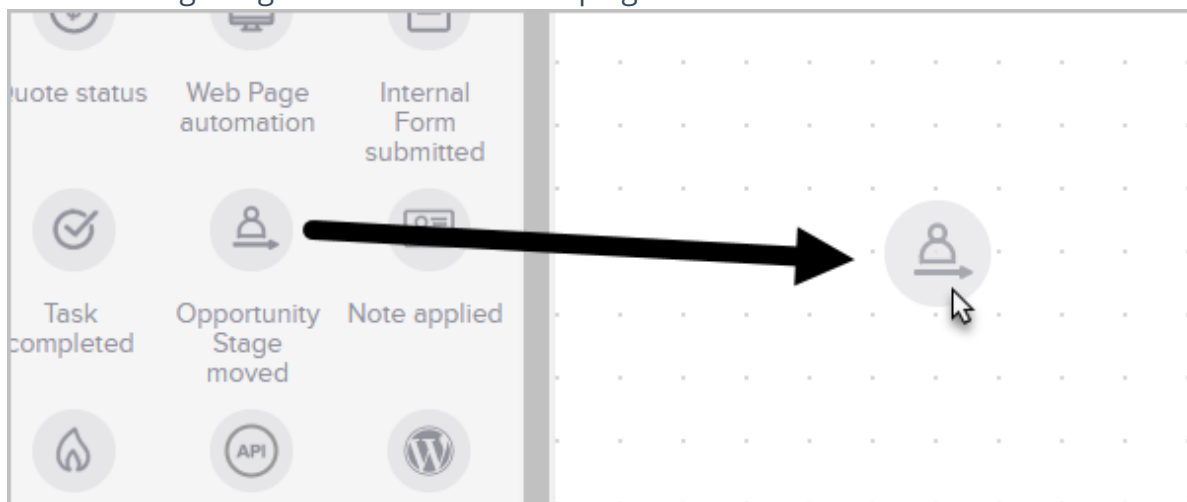 uote status
Web Page
automation
Internal
Form
submitted
Task
completed
Opportunity
Stage
moved
Note applied
API